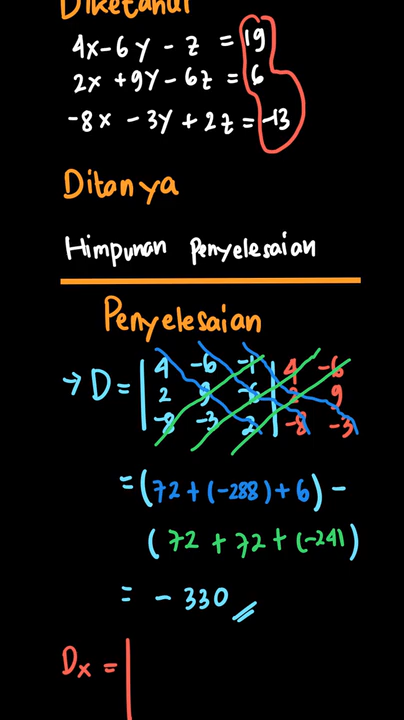 Diketahui
4x-6y - z = 19
2x +9y - 6z = 6
-8x - 3y + 2z = -13
Ditanya
Himpunan Penyelesaian
Penyelesaian
→ D = | 4 -6 -1 | 4 -6
2 9 -6 | 2 9
-8 -3 2 | -8 -3
= (72 + (-288) + 6) -
(72 + 72 + (-24))
= - 330 //
Dx = |